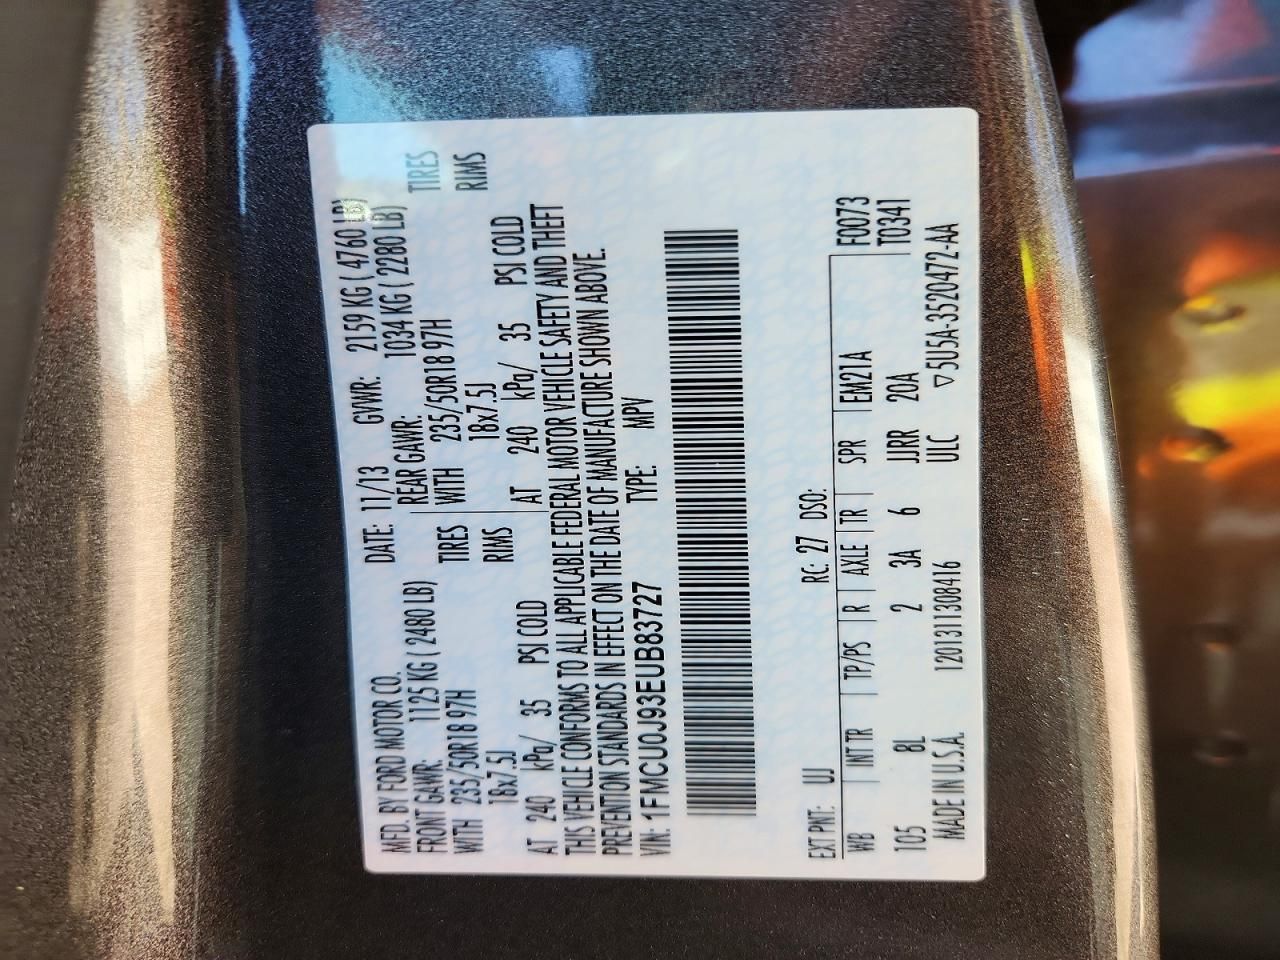 MFD. BY FORD MOTOR CO. DATE: 11/13 GVWR: 2159 KG ( 4760 LB)
FRONT GAWR: 1125 KG ( 2480 LB) REAR GAWR: 1034 KG ( 2280 LB)
WITH 235/50R18 97H TIRES WITH 235/50R18 97H TIRES
18x7.5J RIMS 18x7.5J RIMS
AT 240 kPa/ 35 PSI COLD AT 240 kPa/ 35 PSI COLD
THIS VEHICLE CONFORMS TO ALL APPLICABLE FEDERAL MOTOR VEHICLE SAFETY AND THEFT
PREVENTION STANDARDS IN EFFECT ON THE DATE OF MANUFACTURE SHOWN ABOVE.
VIN: 1FMCU0J93EUB83727 TYPE: MPV
EXT PNT: UJ RC: 27 DSO: F0073
WB INT TR TP/PS R AXLE TR SPR EM21A T0341
105 8L 2 3A 6 JJRR 20A
ULC ▽5U5A-3520472-AA
MADE IN U.S.A. 1201311308416